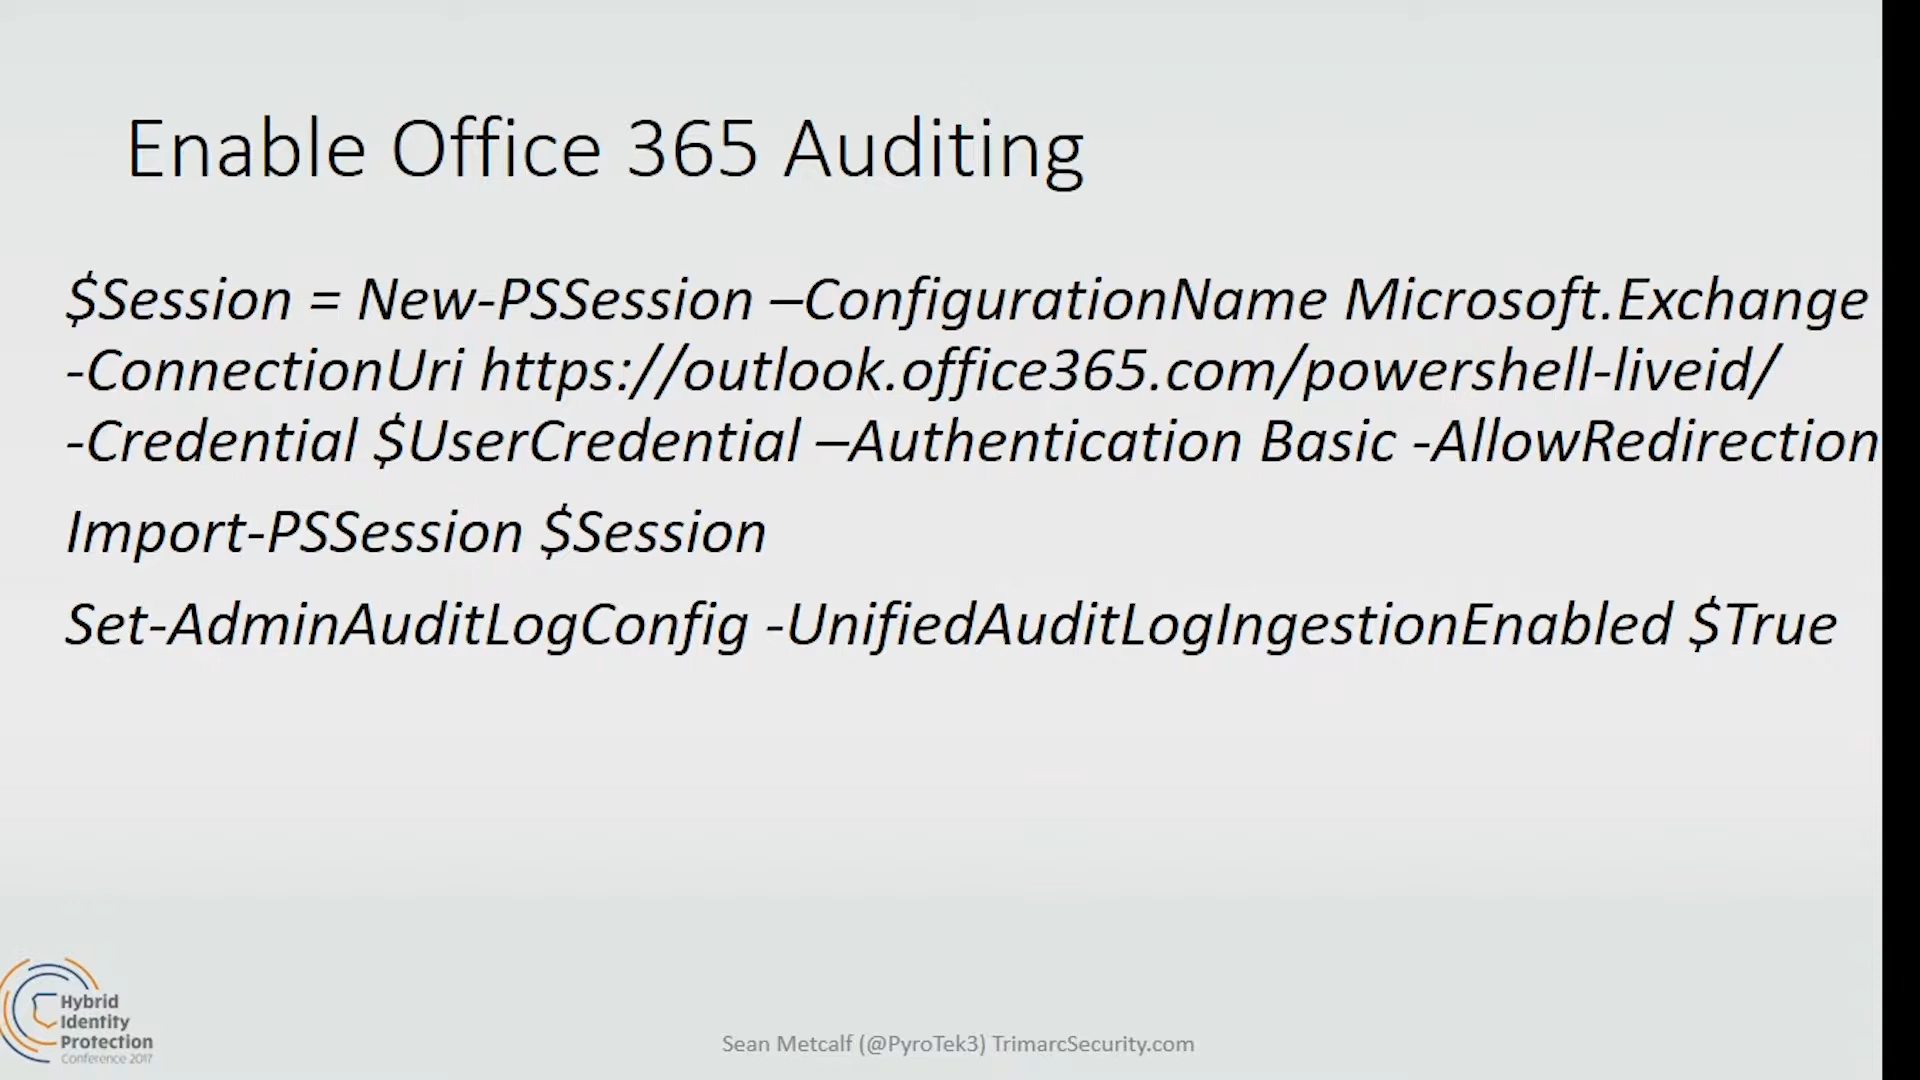 Enable Office 365 Auditing
$Session = New-PSSession –ConfigurationName Microsoft.Exchange
-ConnectionUri https://outlook.office365.com/powershell-liveid/
-Credential $UserCredential –Authentication Basic -AllowRedirection
Import-PSSession $Session
Set-AdminAuditLogConfig -UnifiedAuditLogIngestionEnabled $True
Hybrid
Identity
Protection
Conference 2017
Sean Metcalf (@PyroTek3) TrimarcSecurity.com